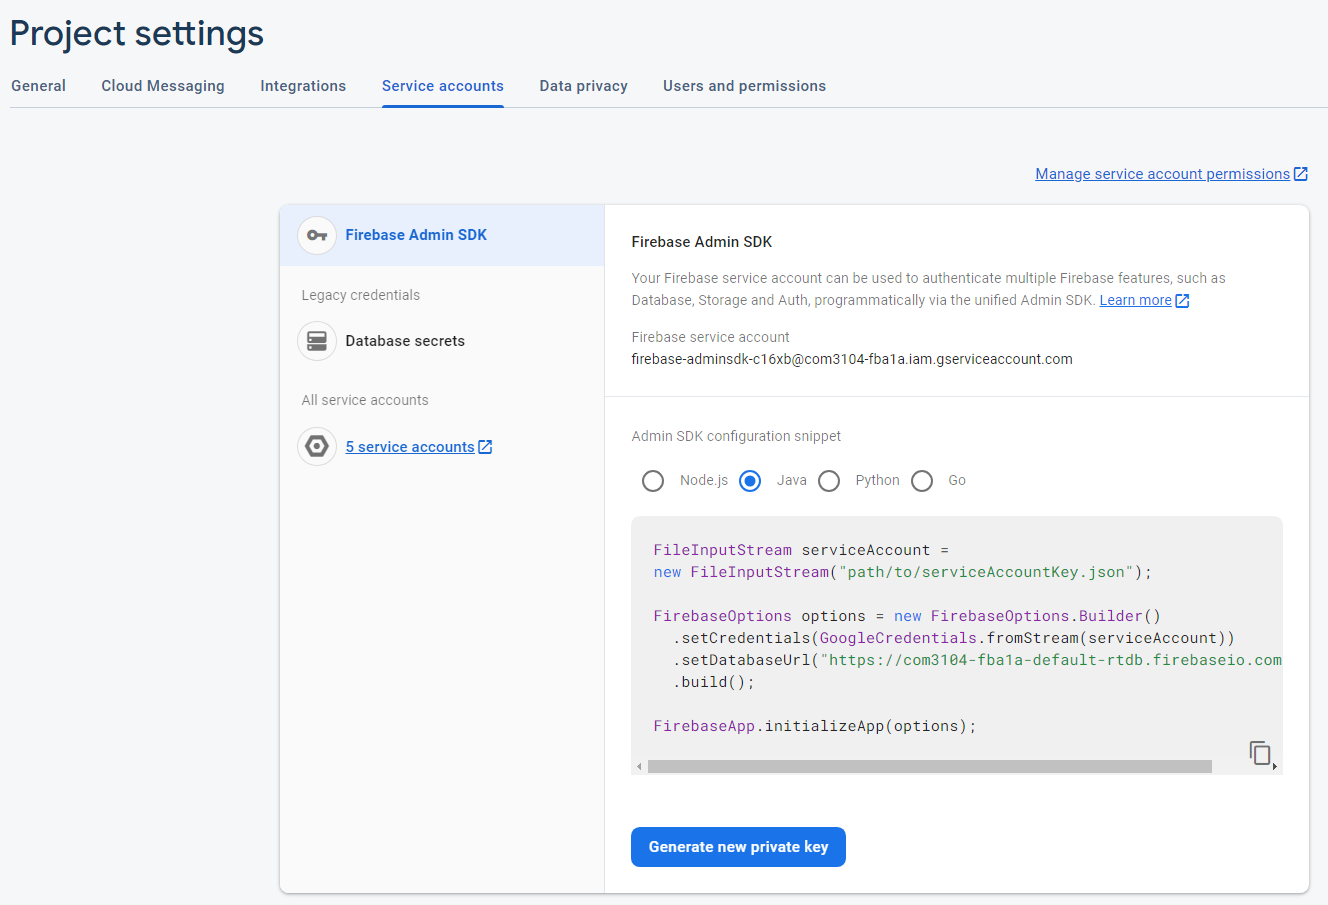 Project settings
General Cloud Messaging Integrations Service accounts Data privacy Users and permissions
Manage service account permissions
Firebase Admin SDK
Legacy credentials
Database secrets
All service accounts
5 service accounts
Firebase Admin SDK
Your Firebase service account can be used to authenticate multiple Firebase features, such as
Database, Storage and Auth, programmatically via the unified Admin SDK. Learn more
Firebase service account
firebase-adminsdk-c16xb@com3104-fba1a.iam.gserviceaccount.com
Admin SDK configuration snippet
Node.js Java Python Go
FileInputStream serviceAccount =
new FileInputStream("path/to/serviceAccountKey.json");
FirebaseOptions options = new FirebaseOptions.Builder()
.setCredentials(GoogleCredentials.fromStream(serviceAccount))
.setDatabaseUrl("https://com3104-fba1a-default-rtdb.firebaseio.com
.build();
FirebaseApp.initializeApp(options);
Generate new private key